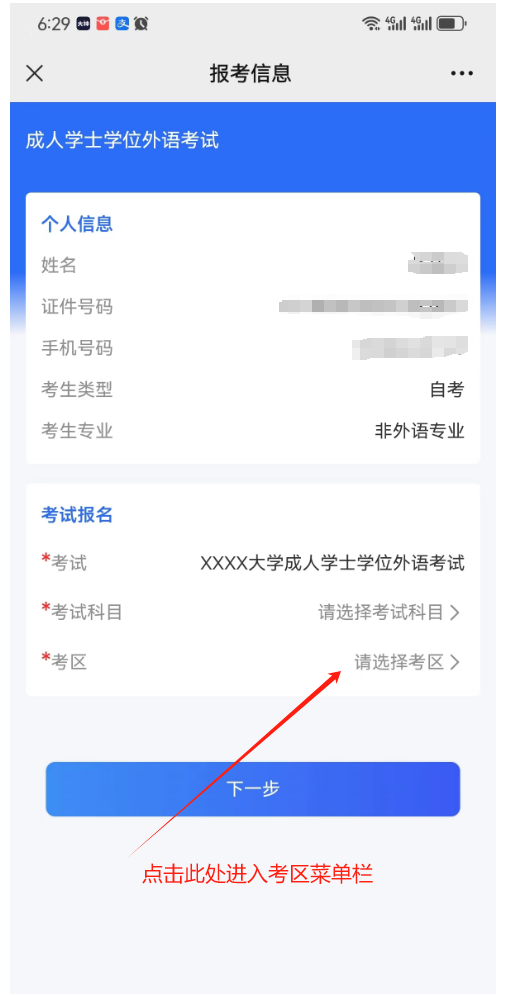 6:29
4G 4G
报考信息
成人学士学位外语考试
个人信息
姓名
证件号码
手机号码
考生类型 自考
考生专业 非外语专业
考试报名
*考试 XXXX大学成人学士学位外语考试
*考试科目 请选择考试科目
*考区 请选择考区
下一步
点击此处进入考区菜单栏